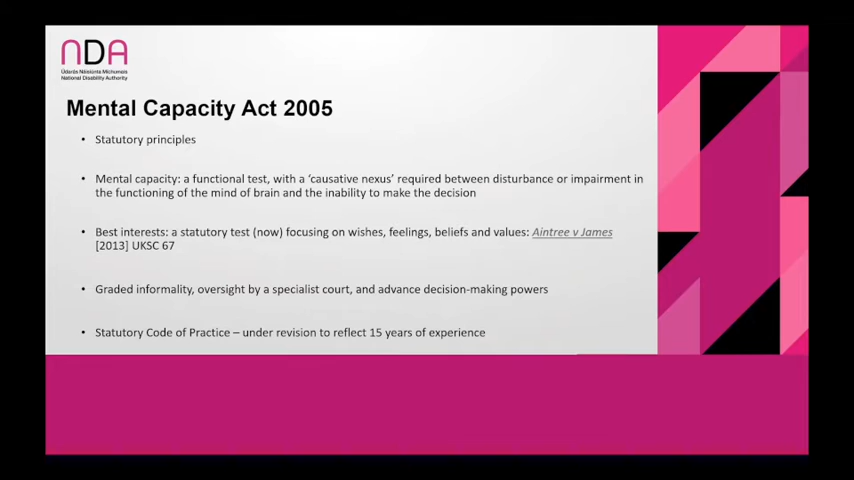 nDA
Údarás Náisiúnta Míchumais
National Disability Authority
Mental Capacity Act 2005
• Statutory principles
• Mental capacity: a functional test, with a ‘causative nexus’ required between disturbance or impairment in
the functioning of the mind of brain and the inability to make the decision
• Best interests: a statutory test (now) focusing on wishes, feelings, beliefs and values: Aintree v James
[2013] UKSC 67
• Graded informality, oversight by a specialist court, and advance decision-making powers
• Statutory Code of Practice – under revision to reflect 15 years of experience